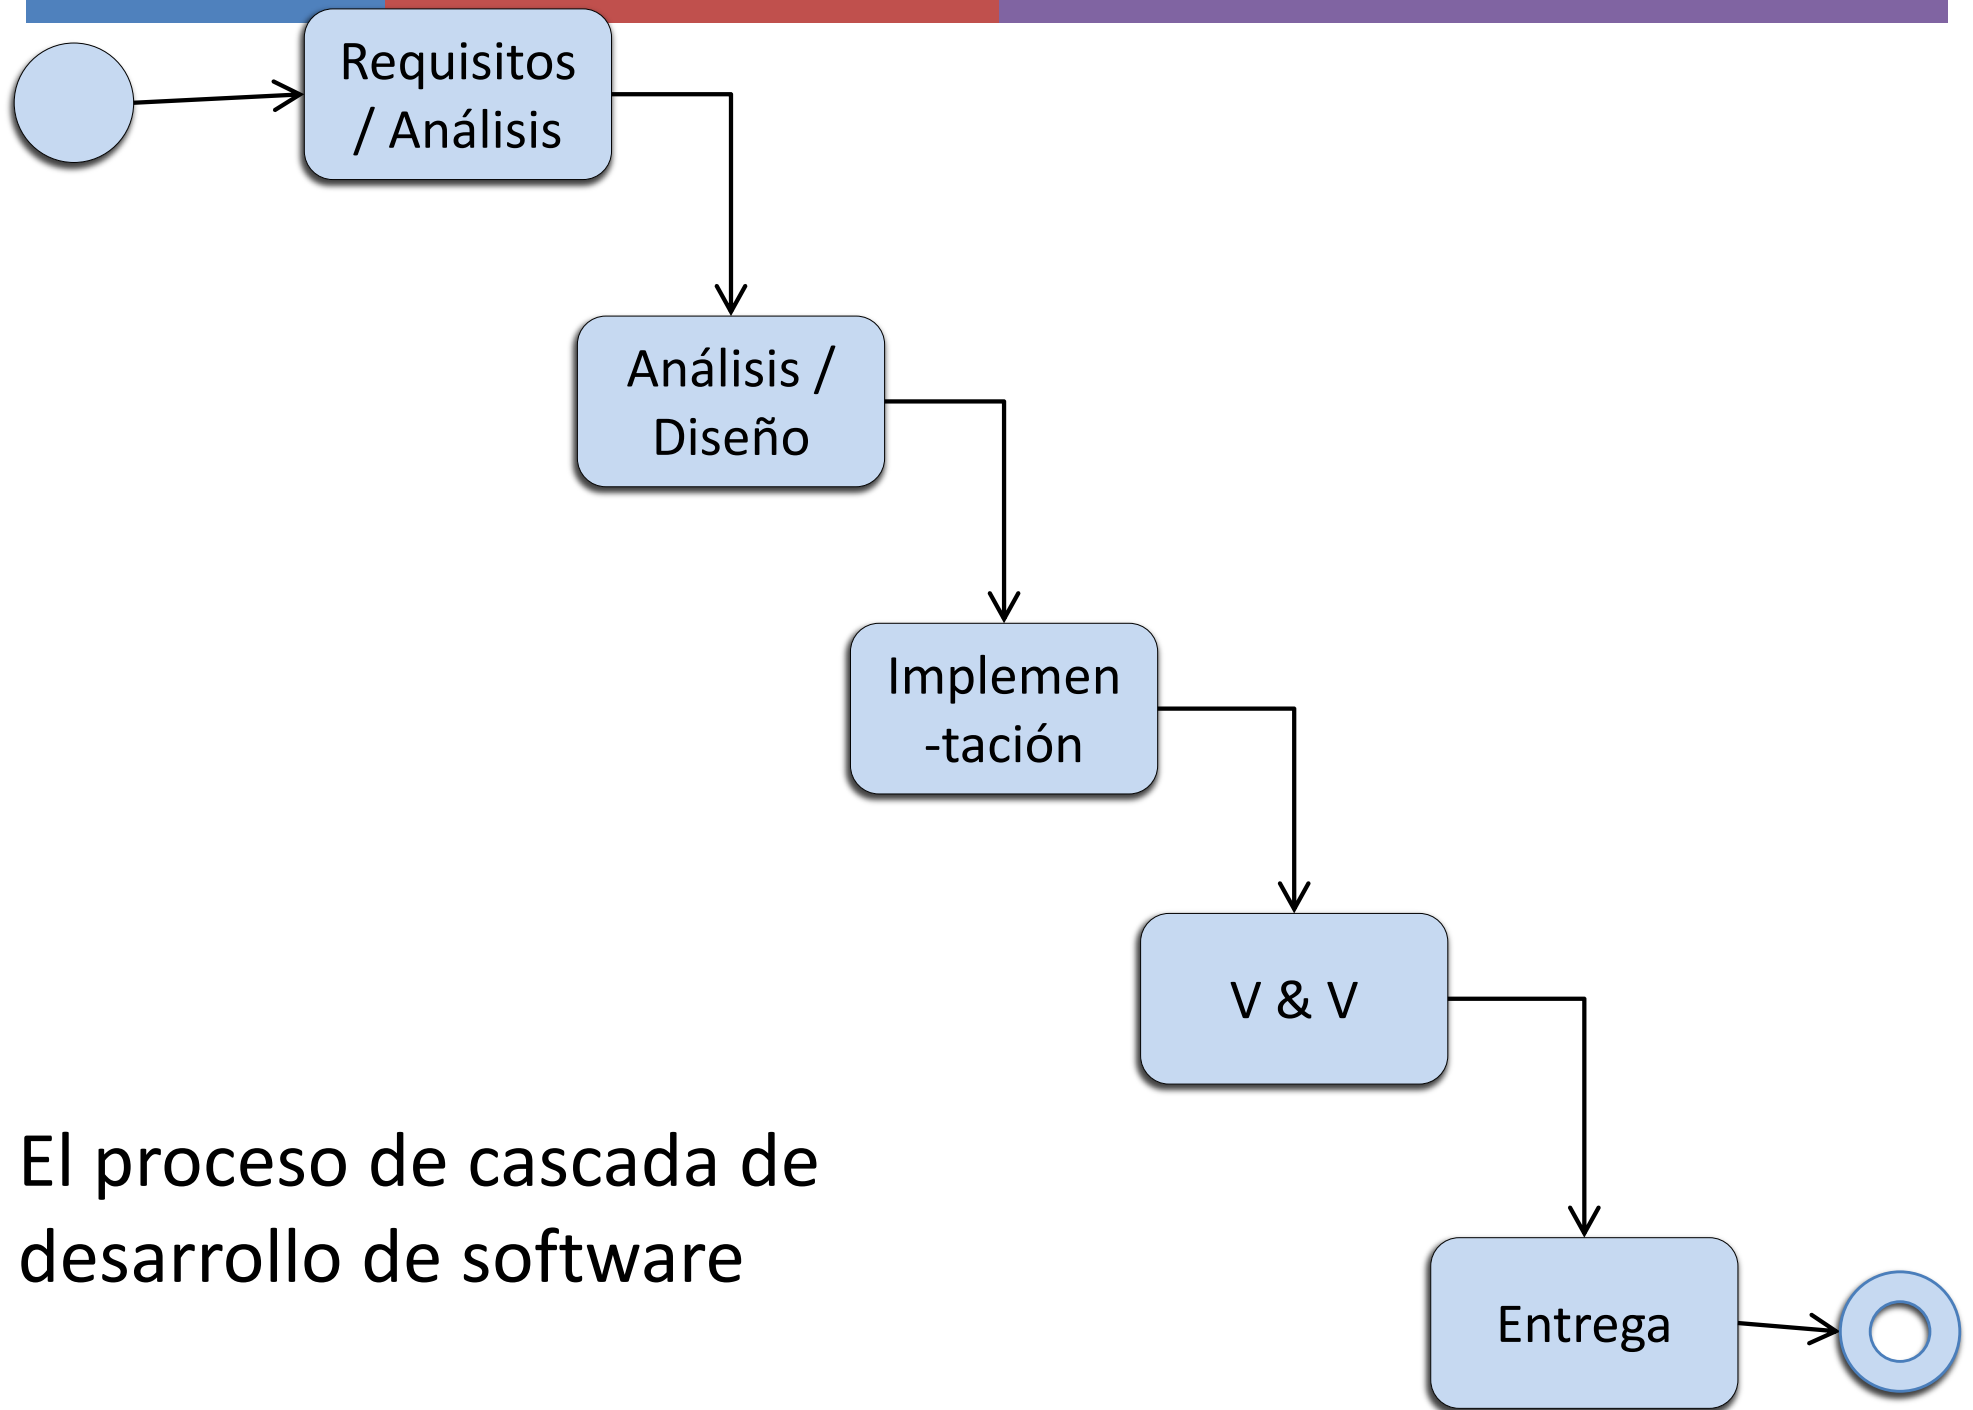 Requisitos
/ Análisis
Análisis /
Diseño
Implemen
-tación
V & V
Entrega
El proceso de cascada de
desarrollo de software